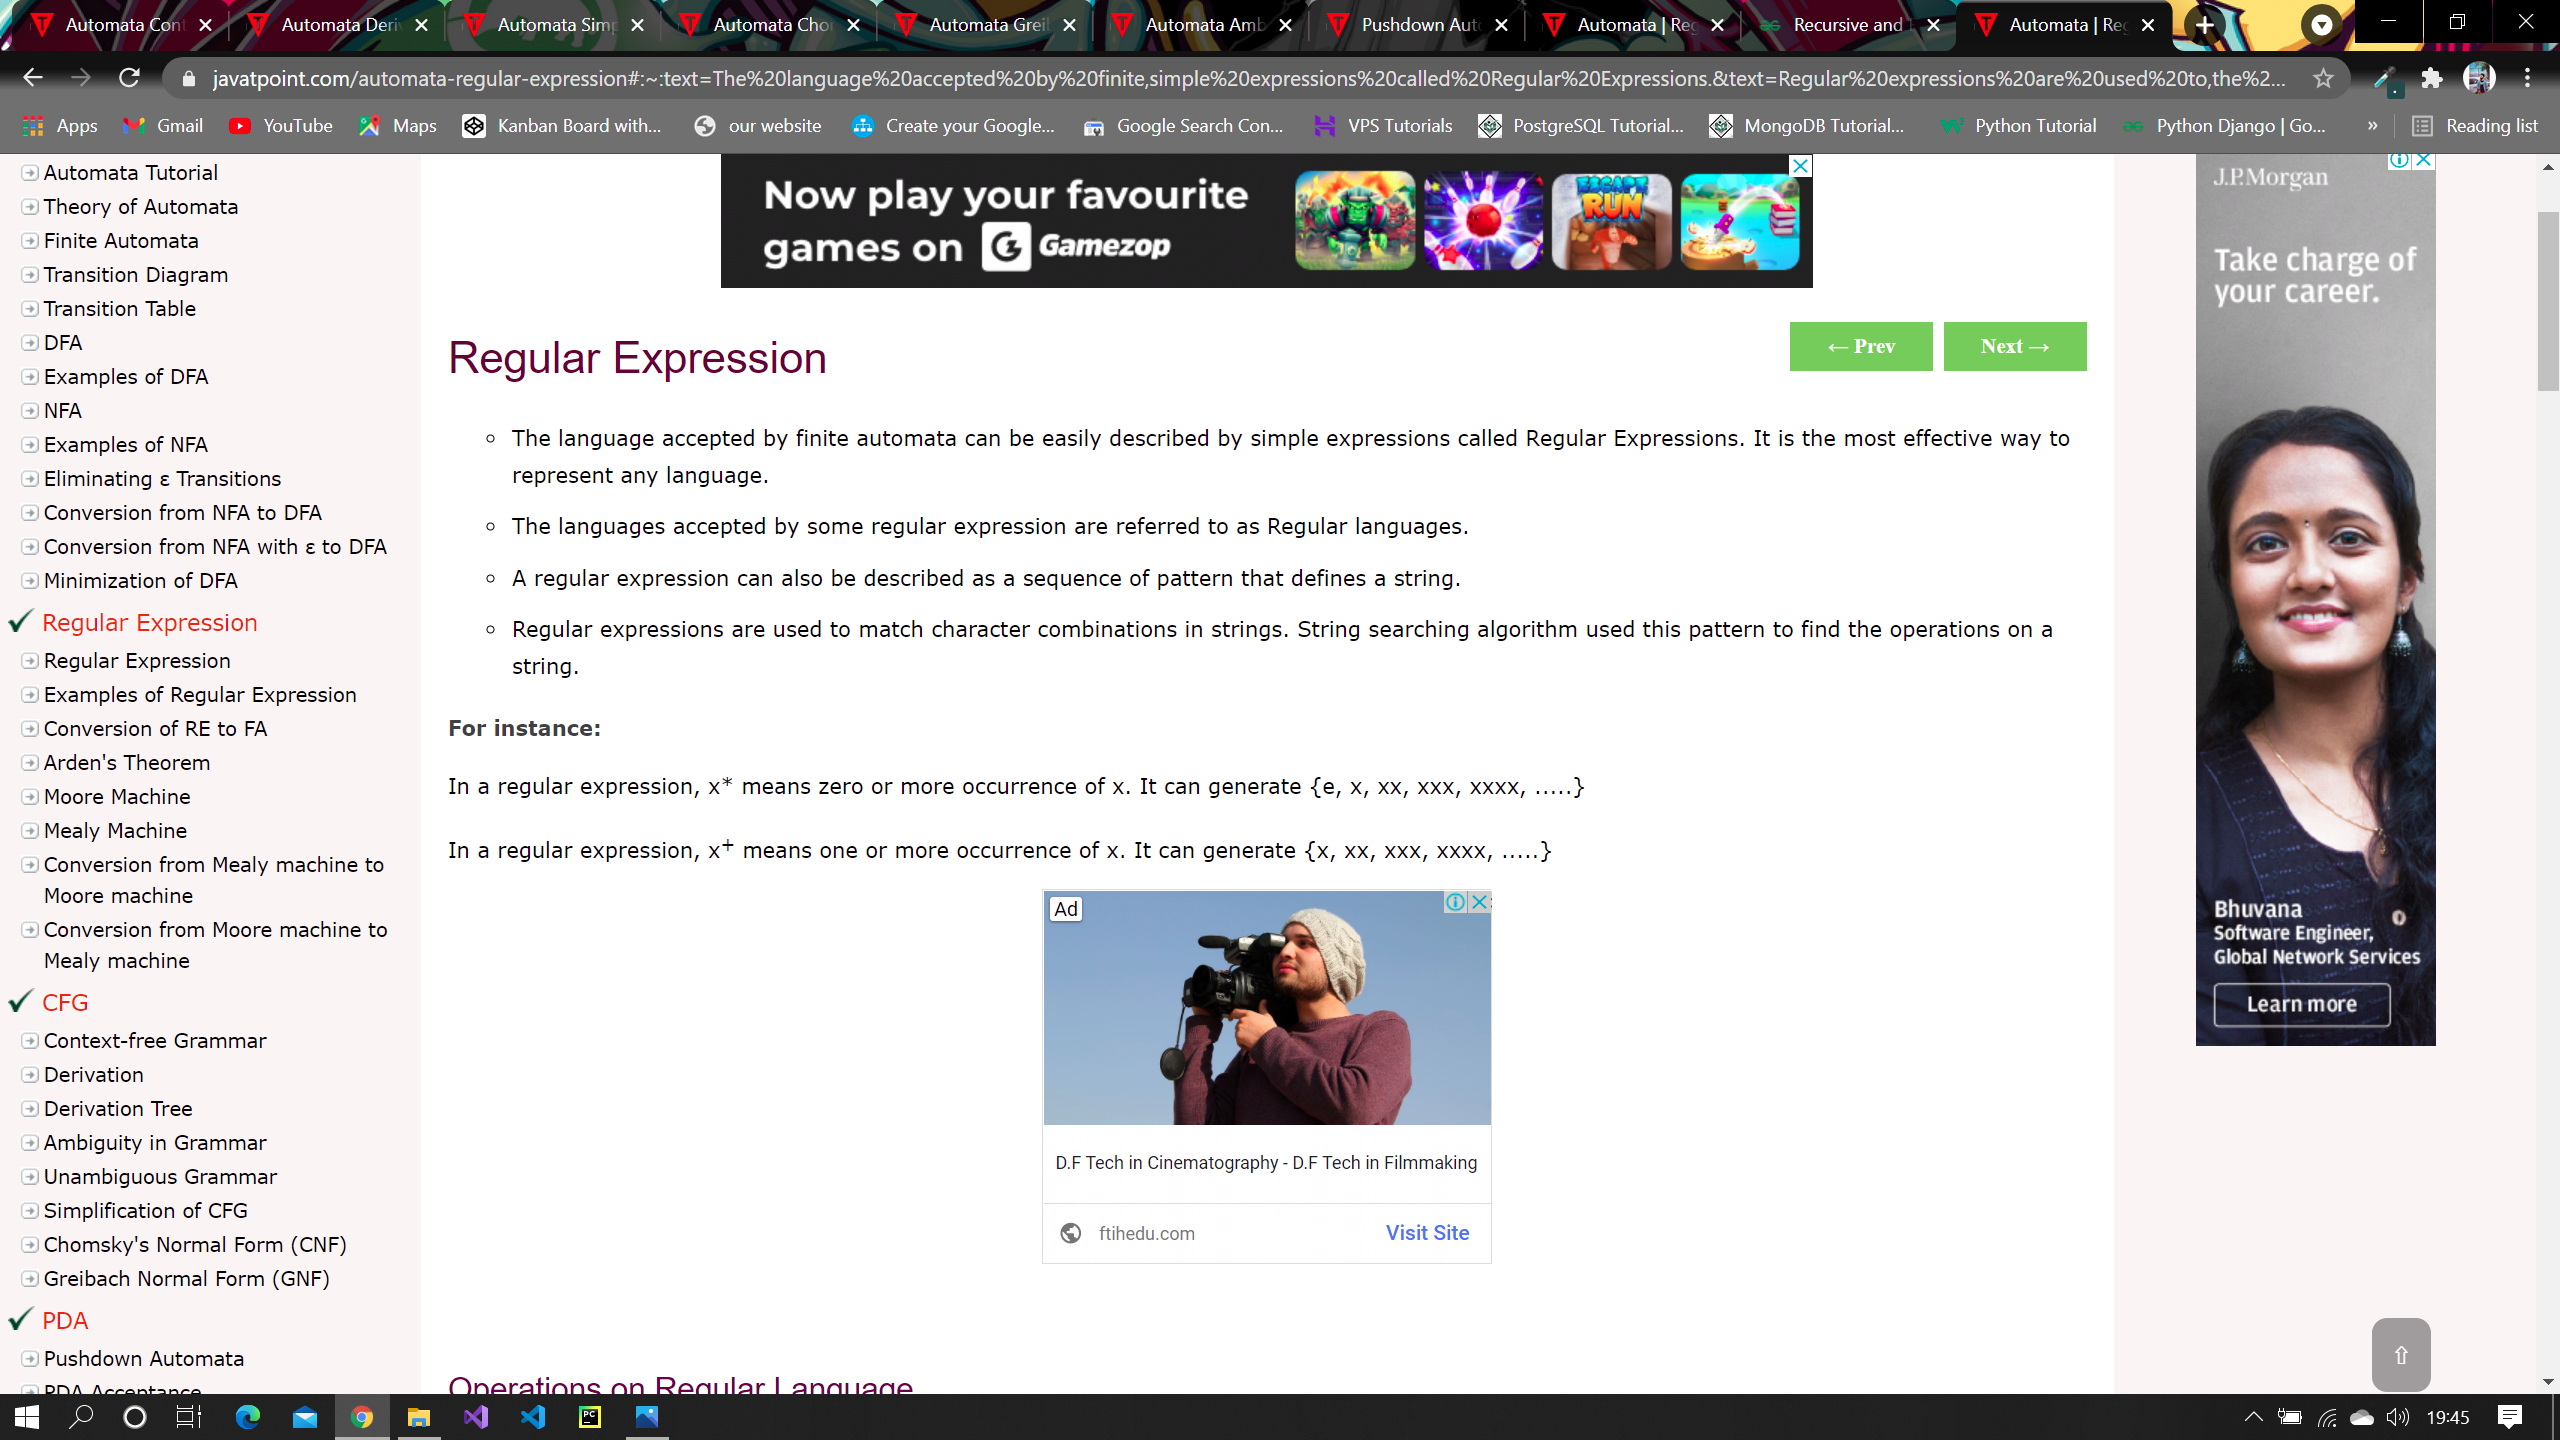 Automata Cont
Automata Deri
Automata Simp
Automata Chor
Automata Greil
Automata Amb
Pushdown Auto
Automata | Reg
Recursive and
Automata | Reg
javatpoint.com/automata-regular-expression#:~:text=The%20language%20accepted%20by%20finite,simple%20expressions%20called%20Regular%20Expressions.&text=Regular%20expressions%20are%20used%20to,the%2...
Apps
Gmail
YouTube
Maps
Kanban Board with...
our website
Create your Google...
Google Search Con...
VPS Tutorials
PostgreSQL Tutorial...
MongoDB Tutorial...
Python Tutorial
Python Django | Go...
»
Reading list
Automata Tutorial
Theory of Automata
Finite Automata
Transition Diagram
Transition Table
DFA
Examples of DFA
NFA
Examples of NFA
Eliminating ε Transitions
Conversion from NFA to DFA
Conversion from NFA with ε to DFA
Minimization of DFA
Regular Expression
Regular Expression
Examples of Regular Expression
Conversion of RE to FA
Arden's Theorem
Moore Machine
Mealy Machine
Conversion from Mealy machine to
Moore machine
Conversion from Moore machine to
Mealy machine
CFG
Context-free Grammar
Derivation
Derivation Tree
Ambiguity in Grammar
Unambiguous Grammar
Simplification of CFG
Chomsky's Normal Form (CNF)
Greibach Normal Form (GNF)
PDA
Pushdown Automata
PDA Acceptance
Now play your favourite
games on Gamezop
ESCAPE
RUN
← Prev
Next →
Regular Expression
The language accepted by finite automata can be easily described by simple expressions called Regular Expressions. It is the most effective way to
represent any language.
The languages accepted by some regular expression are referred to as Regular languages.
A regular expression can also be described as a sequence of pattern that defines a string.
Regular expressions are used to match character combinations in strings. String searching algorithm used this pattern to find the operations on a
string.
For instance:
In a regular expression, x* means zero or more occurrence of x. It can generate {e, x, xx, xxx, xxxx, .....}
In a regular expression, x⁺ means one or more occurrence of x. It can generate {x, xx, xxx, xxxx, .....}
Ad
D.F Tech in Cinematography - D.F Tech in Filmmaking
ftihedu.com
Visit Site
Operations on Regular Language
J.P.Morgan
Take charge of
your career.
Bhuvana
Software Engineer,
Global Network Services
Learn more
19:45